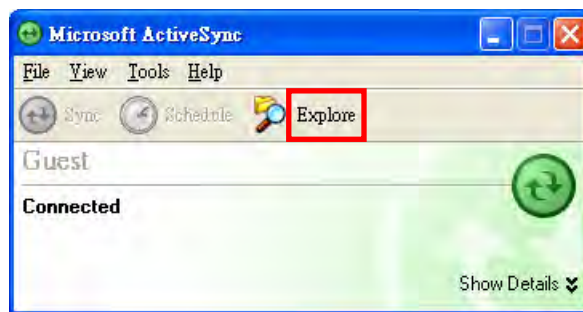 Microsoft ActiveSync
File View Tools Help
Sync Schedule Explore
Guest
Connected
Show Details